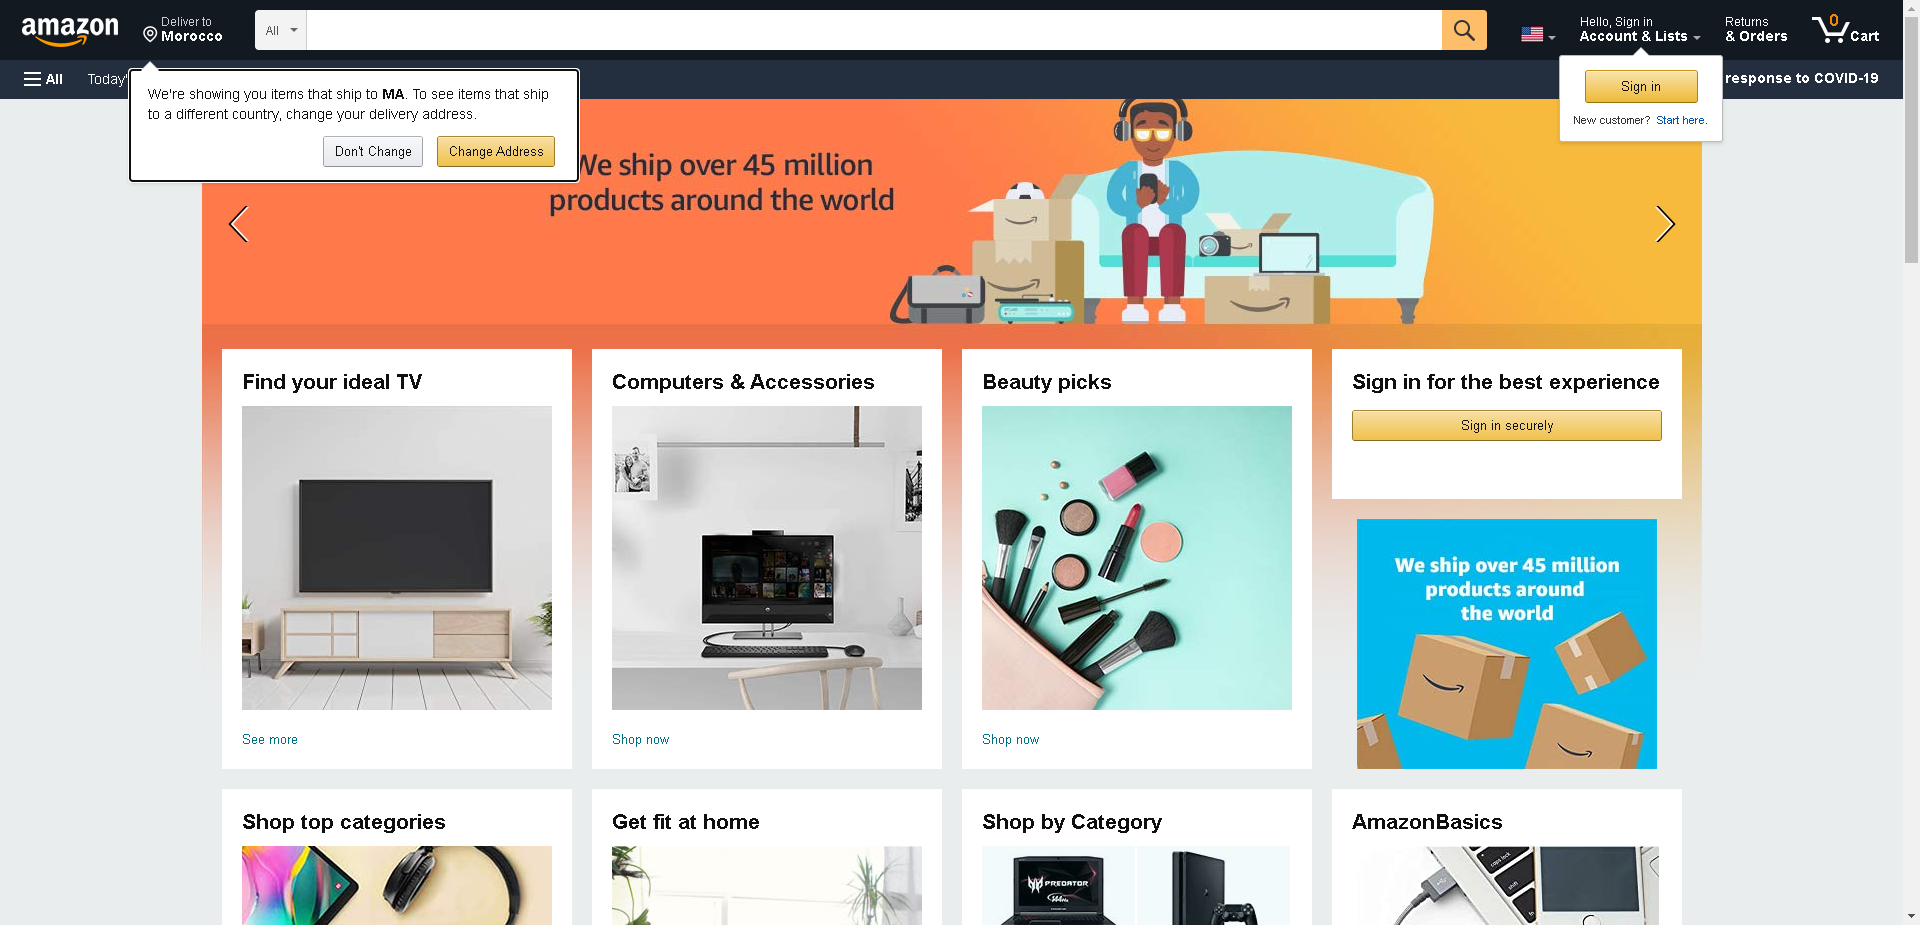 amazon
Deliver to
Morocco
All
Hello, Sign in
Account & Lists
Returns
& Orders
0
Cart
All
Today'
response to COVID-19
We're showing you items that ship to MA. To see items that ship
to a different country, change your delivery address.
Don't Change
Change Address
Sign in
New customer? Start here.
We ship over 45 million
products around the world
Find your ideal TV
See more
Computers & Accessories
Shop now
Beauty picks
Shop now
Sign in for the best experience
Sign in securely
We ship over 45 million
products around
the world
Shop top categories
Get fit at home
Shop by Category
PREDATOR
AmazonBasics
caps lock
shift